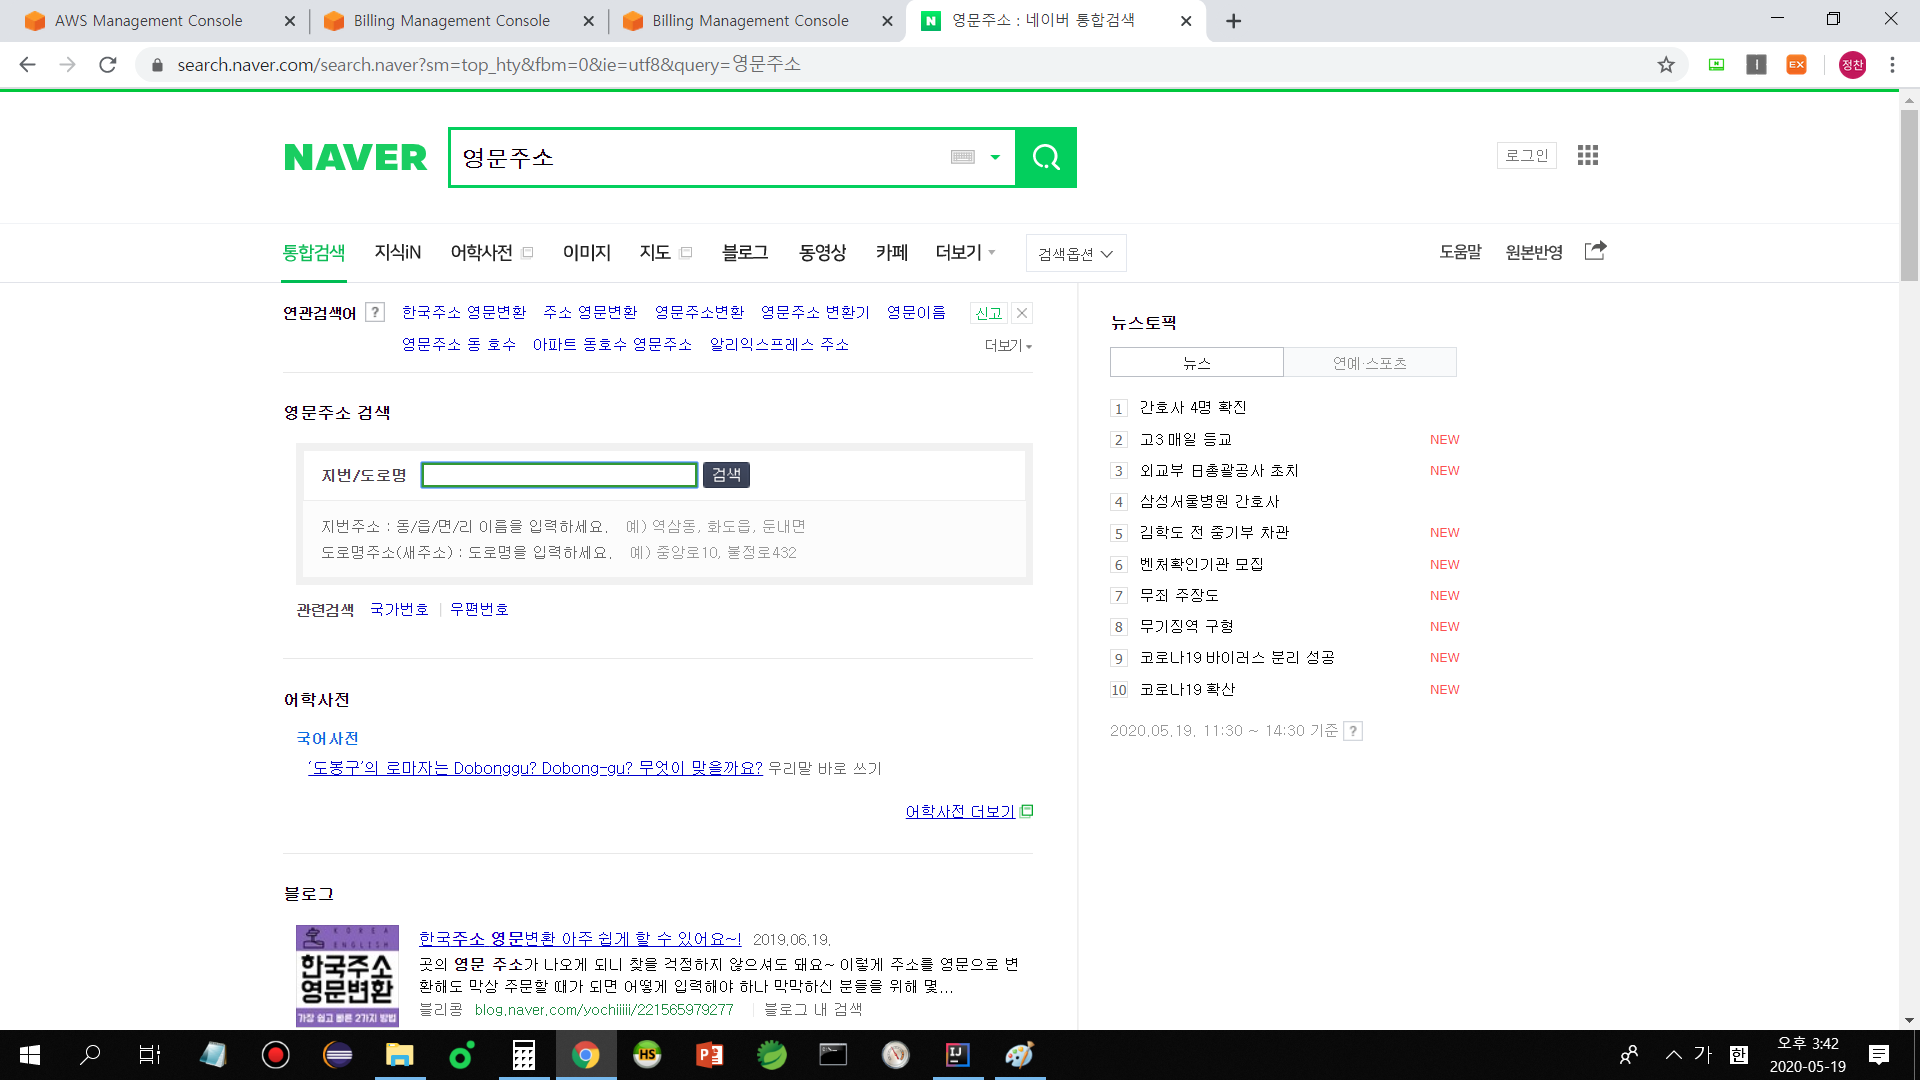 AWS Management Console
Billing Management Console
Billing Management Console
영문주소 : 네이버 통합검색
search.naver.com/search.naver?sm=top_hty&fbm=0&ie=utf8&query=영문주소
EX
정찬
NAVER
영문주소
로그인
통합검색 지식iN 어학사전 이미지 지도 블로그 동영상 카페 더보기 검색옵션
도움말 원본반영
연관검색어 ? 한국주소 영문변환 주소 영문변환 영문주소변환 영문주소 변환기 영문이름 신고
영문주소 동 호수 아파트 동호수 영문주소 알리익스프레스 주소 더보기
영문주소 검색
지번/도로명 검색
지번주소 : 동/읍/면/리 이름을 입력하세요. 예) 역삼동, 화도읍, 둔내면
도로명주소(새주소) : 도로명을 입력하세요. 예) 중앙로10, 불정로432
관련검색 국가번호 우편번호
어학사전
국어사전
'도봉구'의 로마자는 Dobonggu? Dobong-gu? 무엇이 맞을까요? 우리말 바로 쓰기
어학사전 더보기
블로그
KOREA
ENGLISH
한국주소
영문변환
가장 쉽고 빠른 2가지 방법
한국주소 영문변환 아주 쉽게 할 수 있어요~! 2019.06.19.
곳의 영문 주소가 나오게 되니 찾을 걱정하지 않으셔도 돼요~ 이렇게 주소를 영문으로 변
환해도 막상 주문할 때가 되면 어떻게 입력해야 하나 막막하신 분들을 위해 몇...
블리콩 blog.naver.com/yochiiiii/221565979277 블로그 내 검색
뉴스토픽
뉴스 연예·스포츠
1 간호사 4명 확진
2 고3 매일 등교 NEW
3 외교부 日총괄공사 초치 NEW
4 삼성서울병원 간호사
5 김학도 전 중기부 차관 NEW
6 벤처확인기관 모집 NEW
7 무죄 주장도 NEW
8 무기징역 구형 NEW
9 코로나19 바이러스 분리 성공 NEW
10 코로나19 확산 NEW
2020.05.19. 11:30 ~ 14:30 기준 ?
HS
IJ
가 한
오후 3:42
2020-05-19